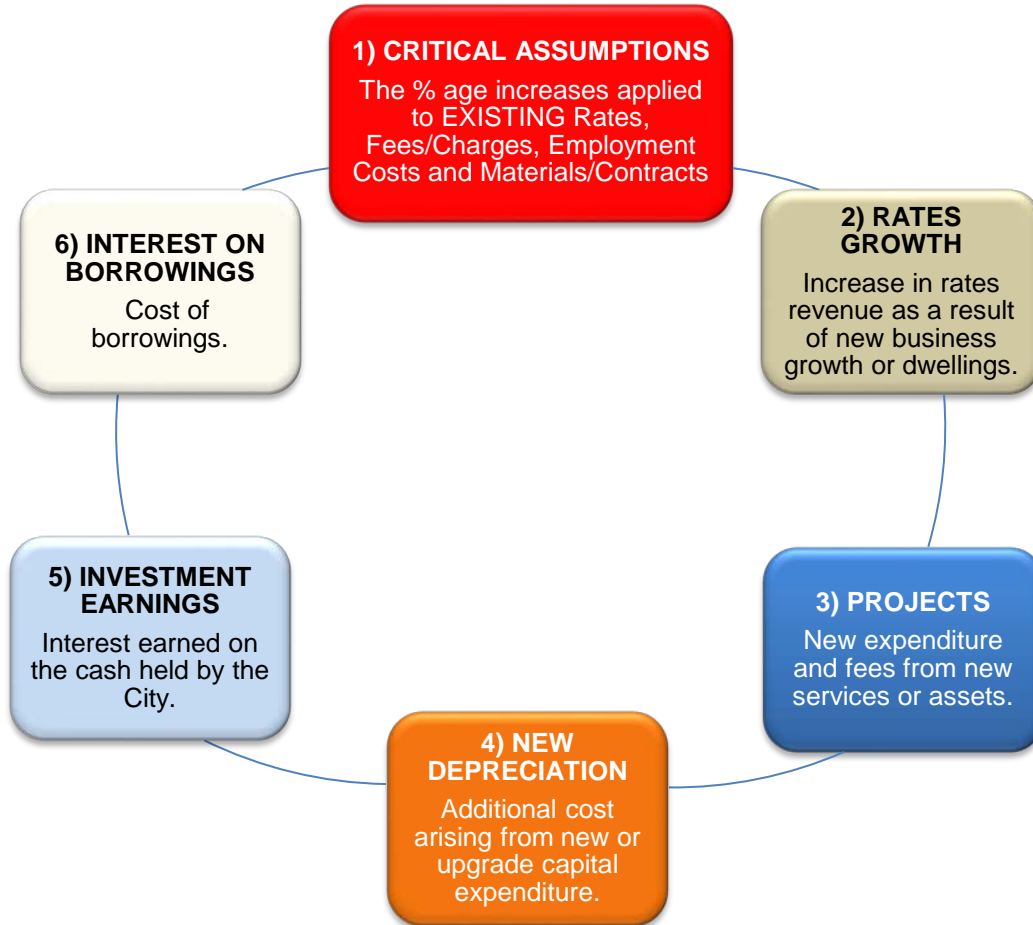 1) CRITICAL ASSUMPTIONS
The % age increases applied
to EXISTING Rates,
Fees/Charges, Employment
Costs and Materials/Contracts
2) RATES
GROWTH
Increase in rates
revenue as a result
of new business
growth or dwellings.
3) PROJECTS
New expenditure
and fees from new
services or assets.
4) NEW
DEPRECIATION
Additional cost
arising from new or
upgrade capital
expenditure.
5) INVESTMENT
EARNINGS
Interest earned on
the cash held by the
City.
6) INTEREST ON
BORROWINGS
Cost of
borrowings.